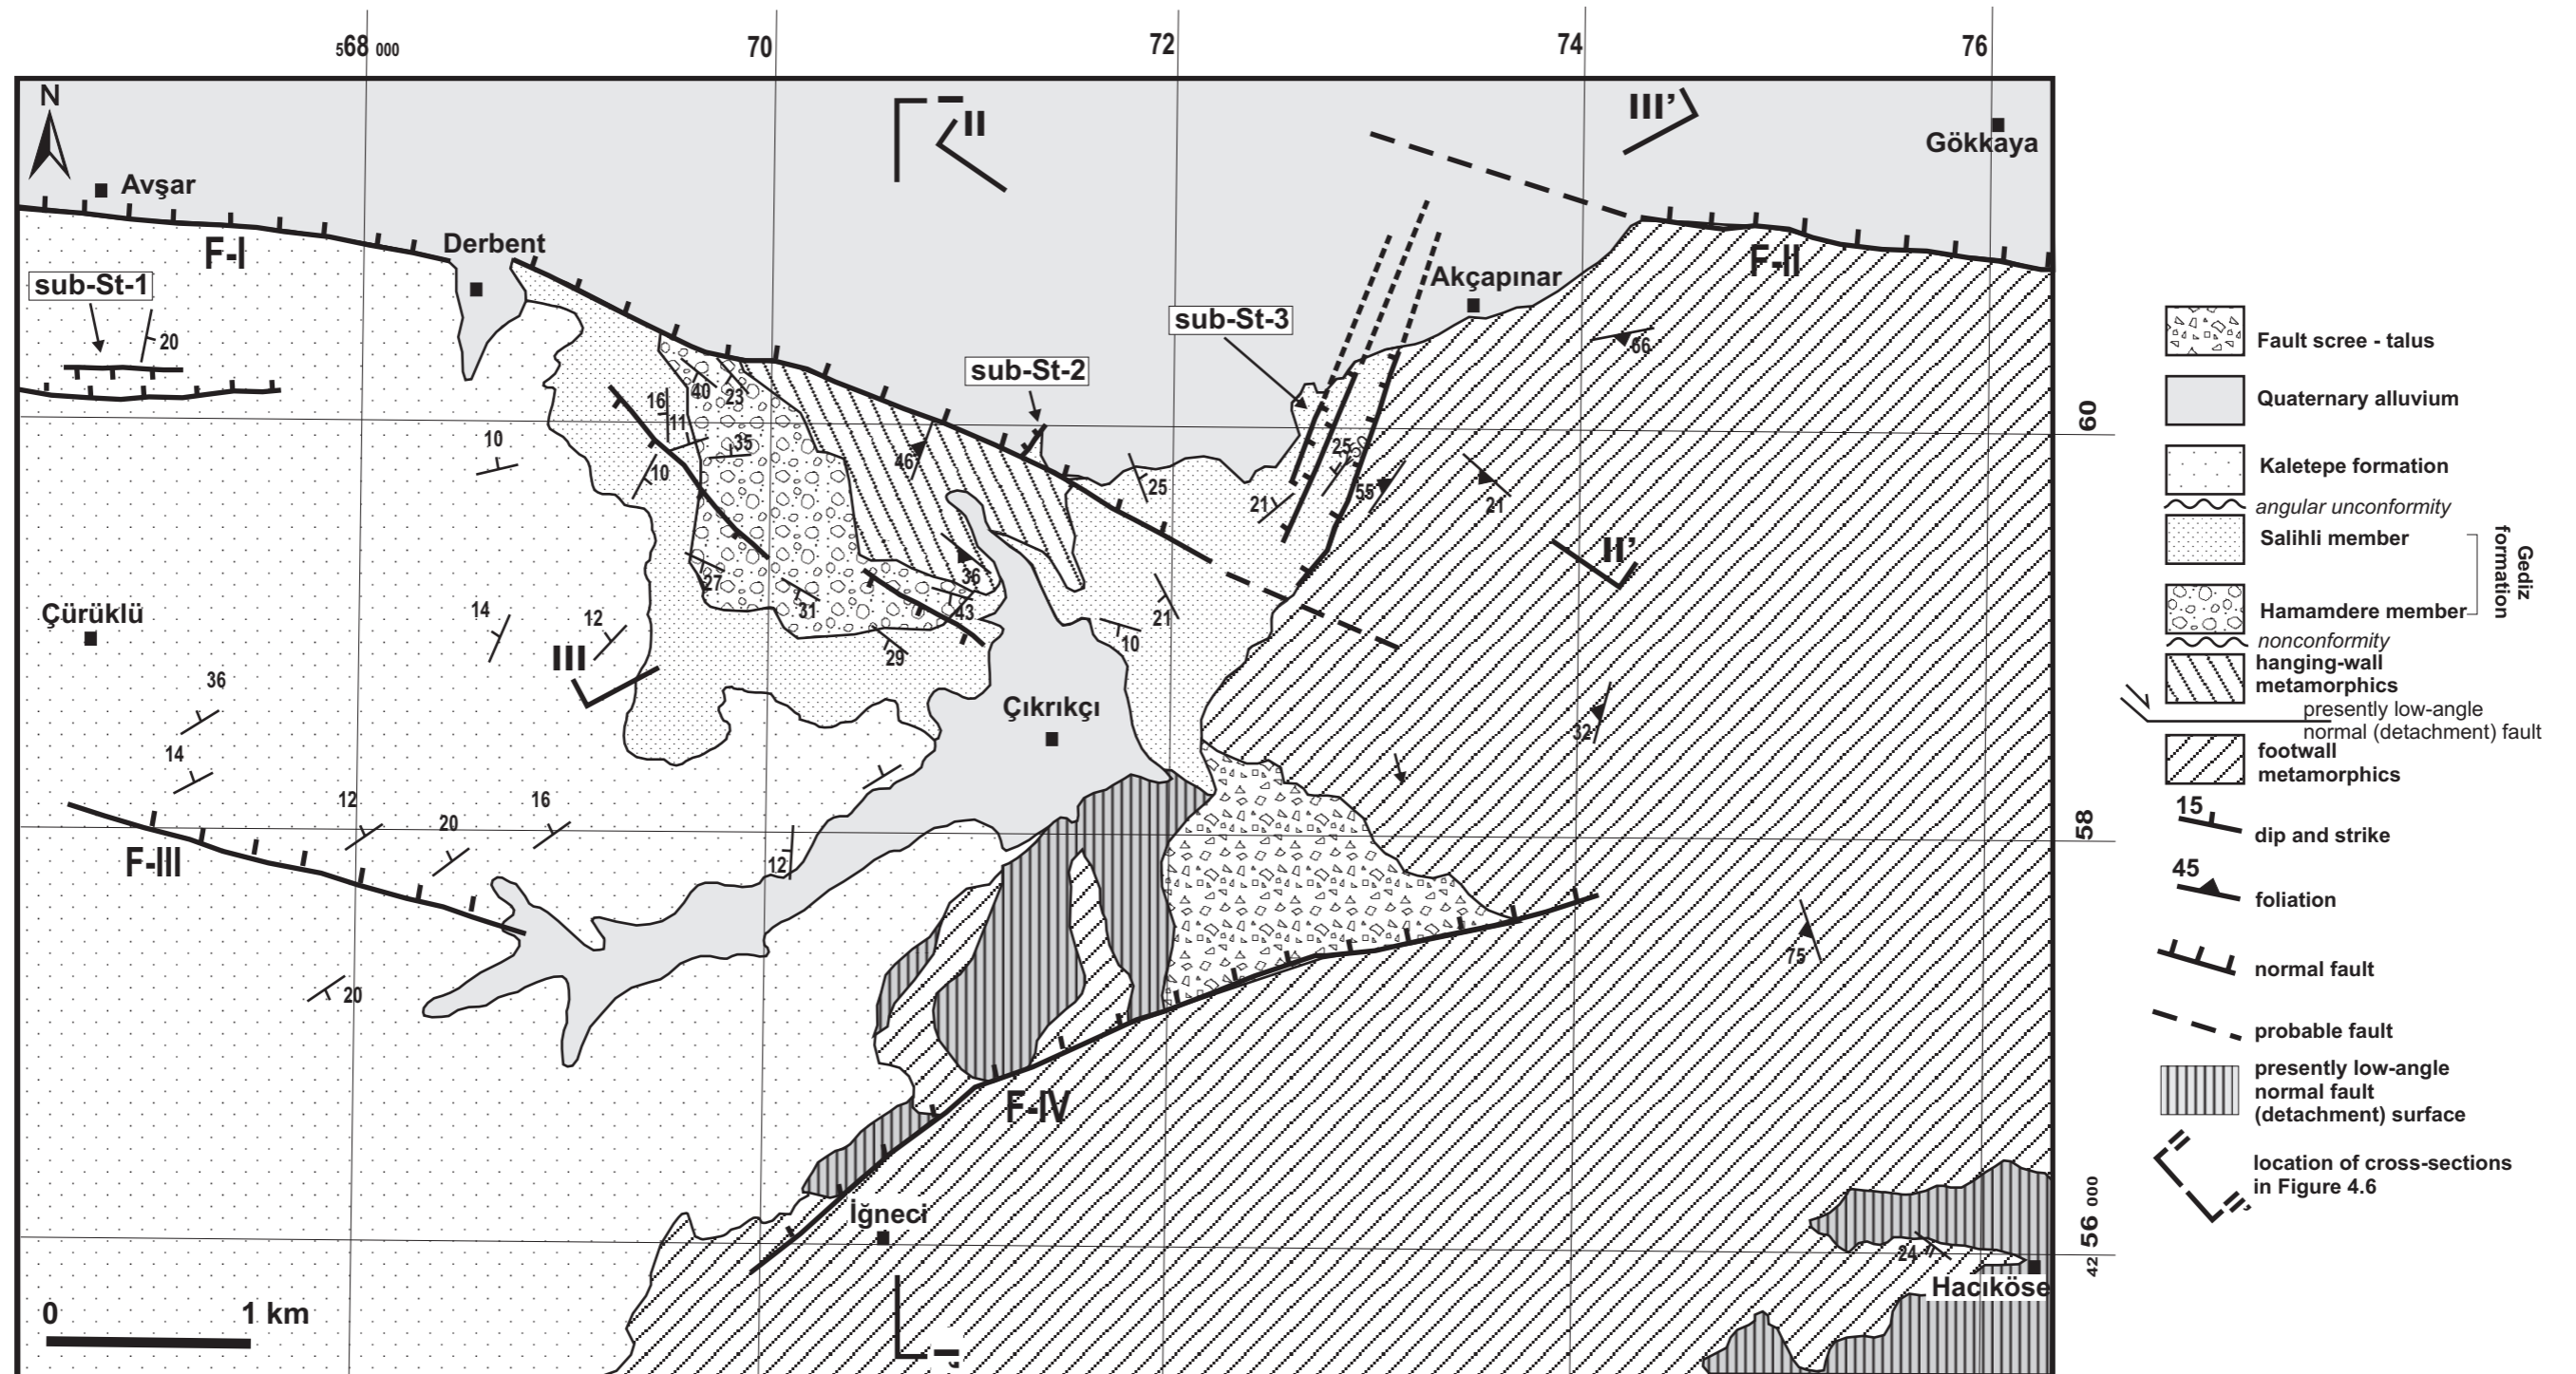 568 000
70
72
74
76
N
II
III’
Gökkaya
Avşar
Derbent
F-I
F-II
sub-St-1
20
Akçapınar
sub-St-3
66
sub-St-2
40
23
16
11
60
10
35
46
25
25
10
21
55
21
II’
27
36
31
43
14
12
21
10
Çürüklü
III
29
36
Çıkrıkçı
32
14
12
20
16
58
F-III
12
75
20
F-IV
İğneci
24
Hacıköse
42 56 000
0 1 km
Fault scree - talus
Quaternary alluvium
Kaletepe formation
angular unconformity
Salihli member
Hamamdere member
Gediz
formation
nonconformity
hanging-wall
metamorphics
presently low-angle
normal (detachment) fault
footwall
metamorphics
15
dip and strike
45
foliation
normal fault
probable fault
presently low-angle
normal fault
(detachment) surface
II
II’
location of cross-sections
in Figure 4.6